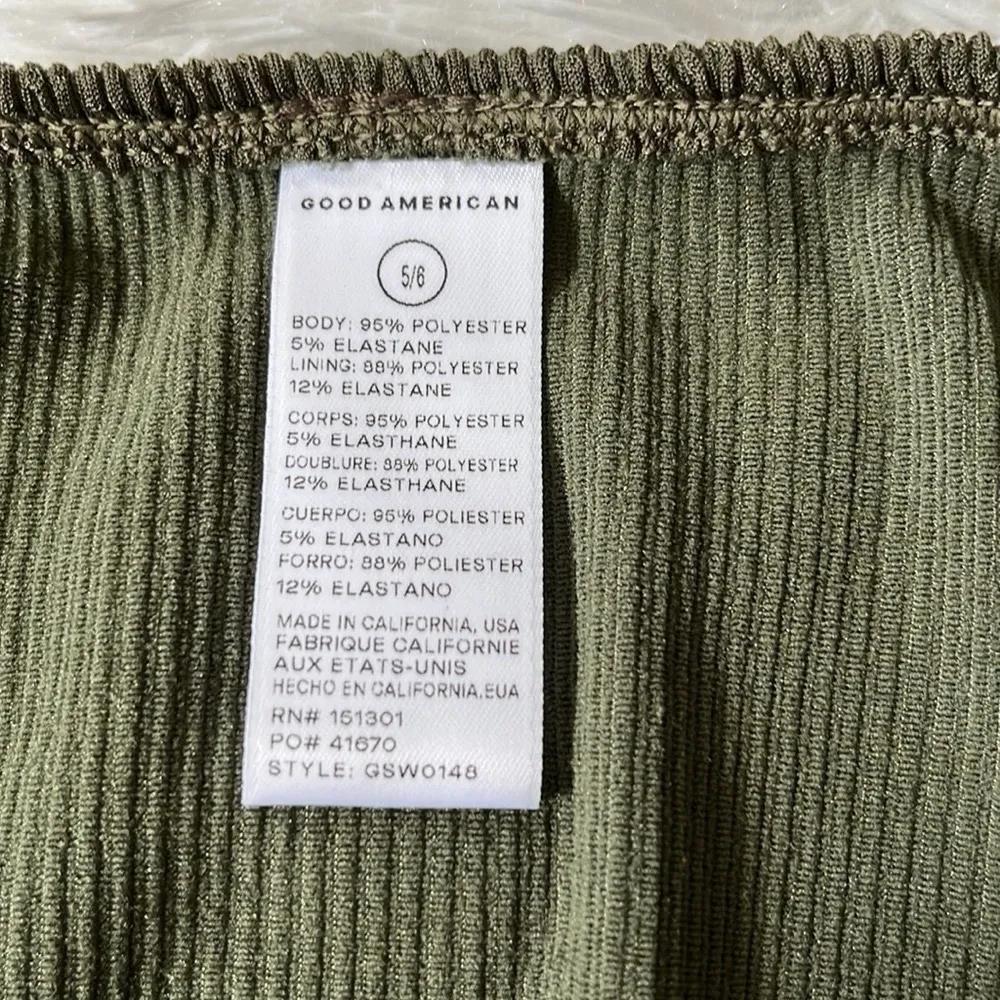 GOOD AMERICAN
5/6
BODY: 95% POLYESTER
5% ELASTANE
LINING: 88% POLYESTER
12% ELASTANE
CORPS: 95% POLYESTER
5% ELASTHANE
DOUBLURE: 88% POLYESTER
12% ELASTHANE
CUERPO: 95% POLIESTER
5% ELASTANO
FORRO: 88% POLIESTER
12% ELASTANO
MADE IN CALIFORNIA, USA
FABRIQUE CALIFORNIE
AUX ETATS-UNIS
HECHO EN CALIFORNIA.EUA
RN# 151301
PO# 41670
STYLE: GSW0148